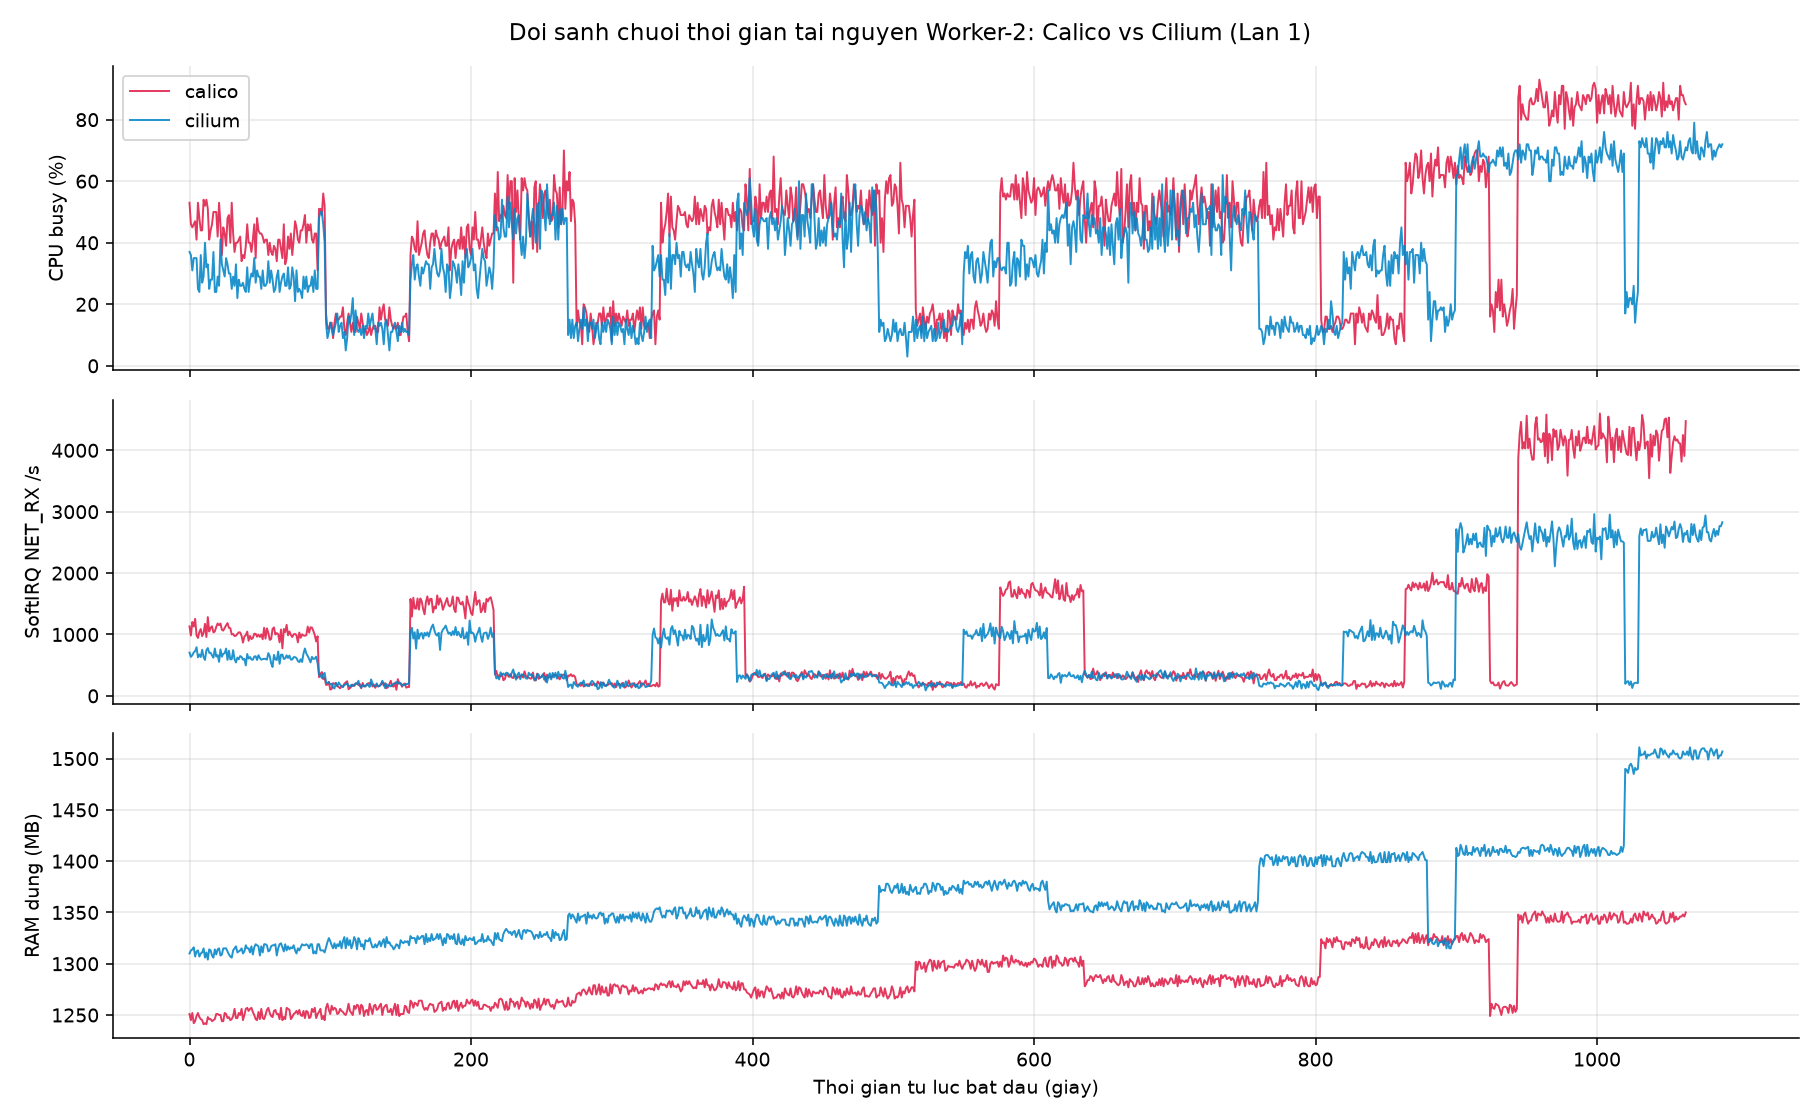 Doi sanh chuoi thoi gian tai nguyen Worker-2: Calico vs Cilium (Lan 1)
calico
cilium
CPU busy (%)
80
60
40
20
0
SoftIRQ NET_RX /s
4000
3000
2000
1000
0
RAM dung (MB)
1500
1450
1400
1350
1300
1250
0 200 400 600 800 1000
Thoi gian tu luc bat dau (giay)